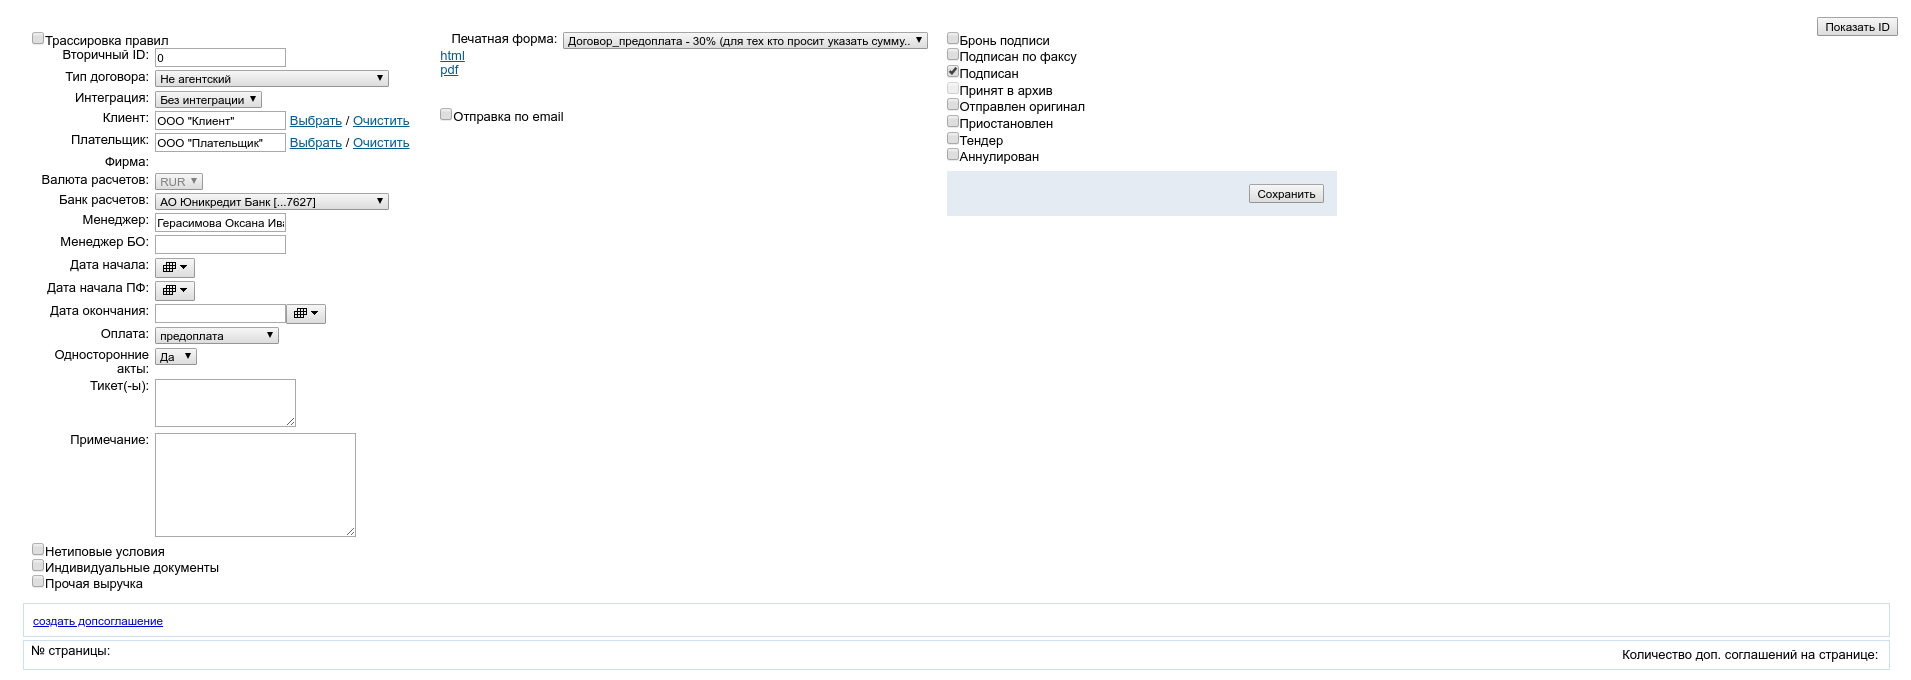 Показать ID
Трассировка правил
Вторичный ID: 0
Тип договора: Не агентский
Интеграция: Без интеграции
Клиент: ООО "Клиент" Выбрать / Очистить
Плательщик: ООО "Плательщик" Выбрать / Очистить
Фирма:
Валюта расчетов: RUR
Банк расчетов: АО Юникредит Банк [...7627]
Менеджер: Герасимова Оксана Ива
Менеджер БО:
Дата начала:
Дата начала ПФ:
Дата окончания:
Оплата: предоплата
Односторонние
акты: Да
Тикет(-ы):
Примечание:
Нетиповые условия
Индивидуальные документы
Прочая выручка
Печатная форма: Договор_предоплата - 30% (для тех кто просит указать сумму..
html
pdf
Отправка по email
Бронь подписи
Подписан по факсу
Подписан
Принят в архив
Отправлен оригинал
Приостановлен
Тендер
Аннулирован
Сохранить
создать допсоглашение
№ страницы:
Количество доп. соглашений на странице: